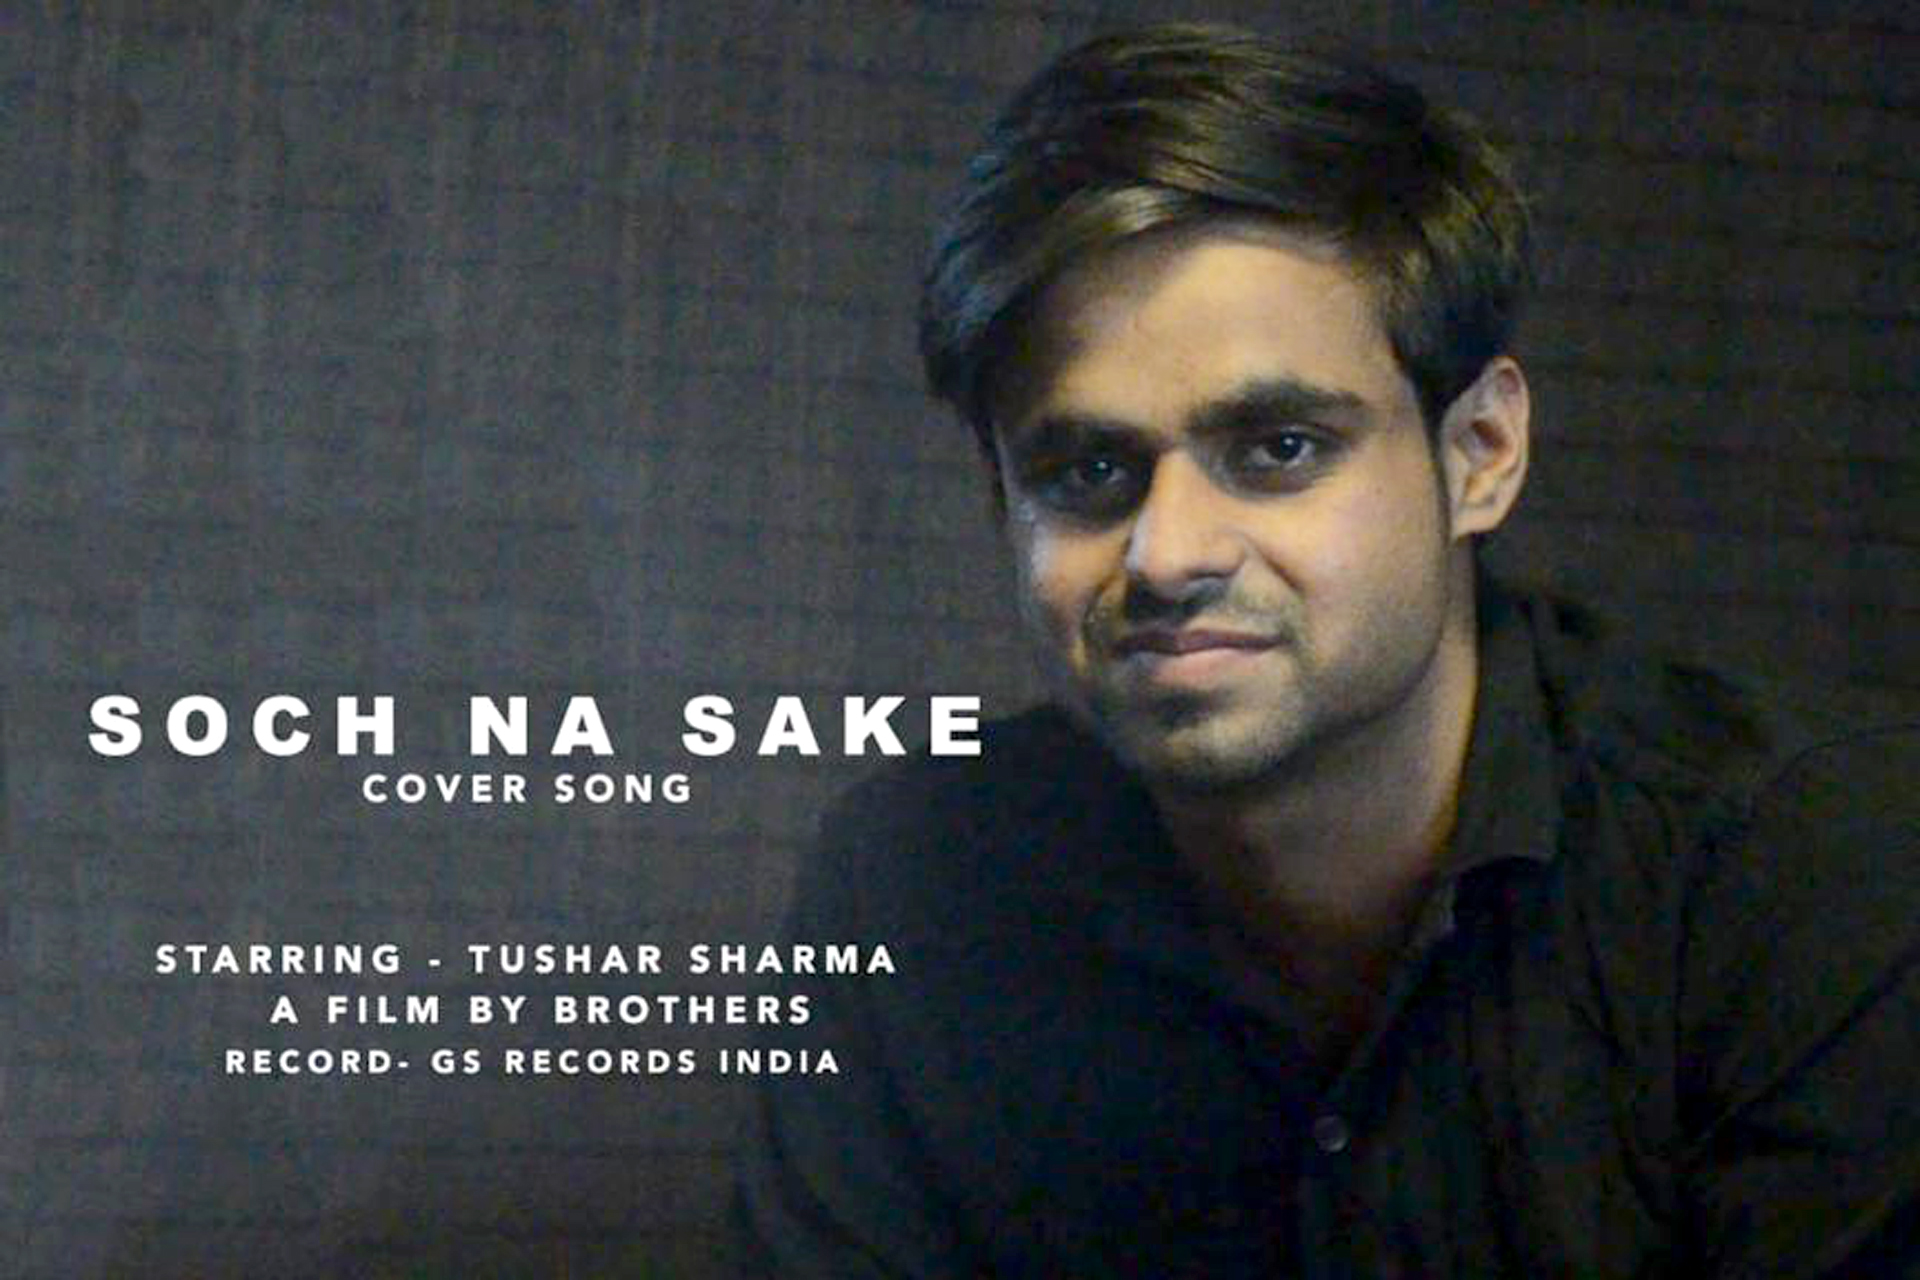 SOCH NA SAKE
COVER SONG
STARRING - TUSHAR SHARMA
A FILM BY BROTHERS
RECORD- GS RECORDS INDIA